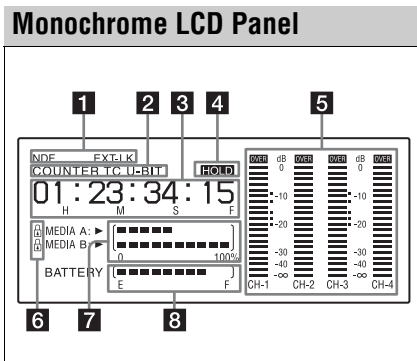 Monochrome LCD Panel
1 2 3 4 5
NDF EXT-LK
COUNTER TC U-BIT HOLD
01:23:34:15
H M S F
MEDIA A: ►
MEDIA B: ►
0 100%
BATTERY
E F
6 7 8
OVER dB OVER OVER dB OVER
0 0
-10 -10
-20 -20
-30 -30
-40 -40
-∞ -∞
CH-1 CH-2 CH-3 CH-4